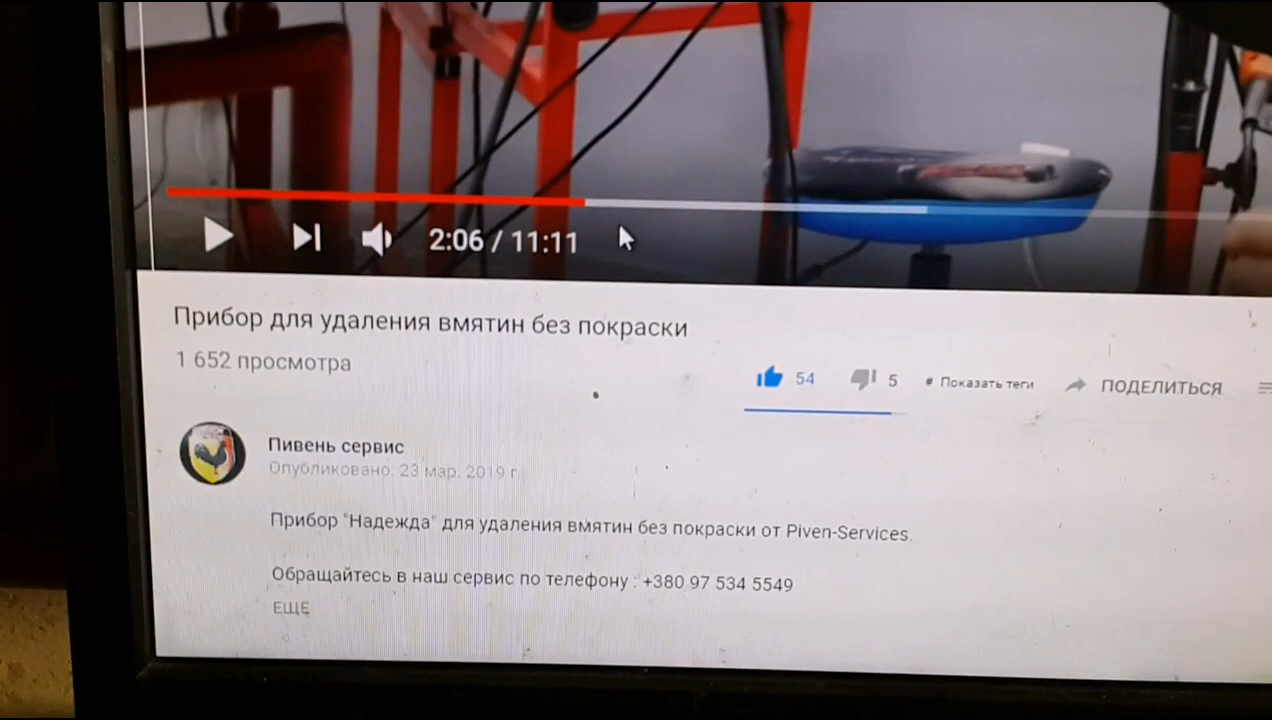 2:06 / 11:11
Прибор для удаления вмятин без покраски
1 652 просмотра
54
5
# Показать теги
ПОДЕЛИТЬСЯ
Пивень сервис
Опубликовано: 23 мар. 2019 г.
Прибор "Надежда" для удаления вмятин без покраски от Piven-Services.
Обращайтесь в наш сервис по телефону : +380 97 534 5549
ЕЩЁ